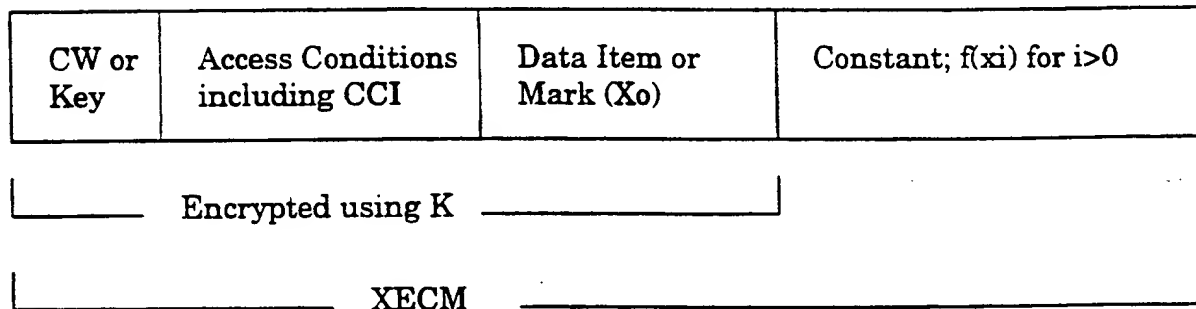 CW or Key
Access Conditions including CCI
Data Item or Mark (Xo)
Constant; f(xi) for i>0
Encrypted using K
XECM